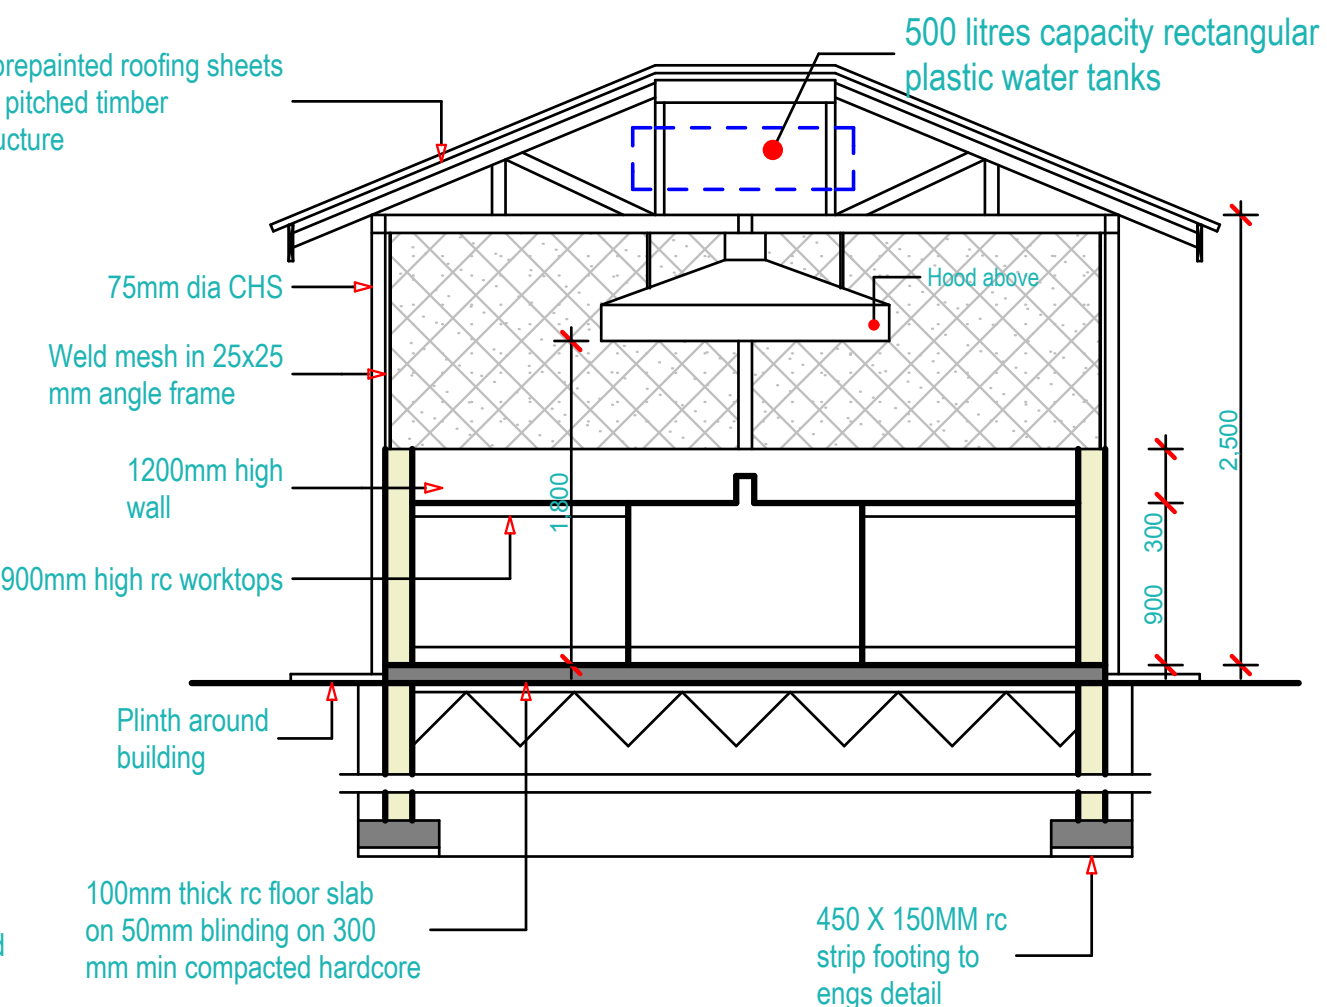 500 litres capacity rectangular
plastic water tanks
prepainted roofing sheets
pitched timber
ucture
75mm dia CHS
Hood above
Weld mesh in 25x25
mm angle frame
2,500
1200mm high
wall
1,800
300
900mm high rc worktops
900
Plinth around
building
100mm thick rc floor slab
on 50mm blinding on 300
mm min compacted hardcore
450 X 150MM rc
strip footing to
engs detail